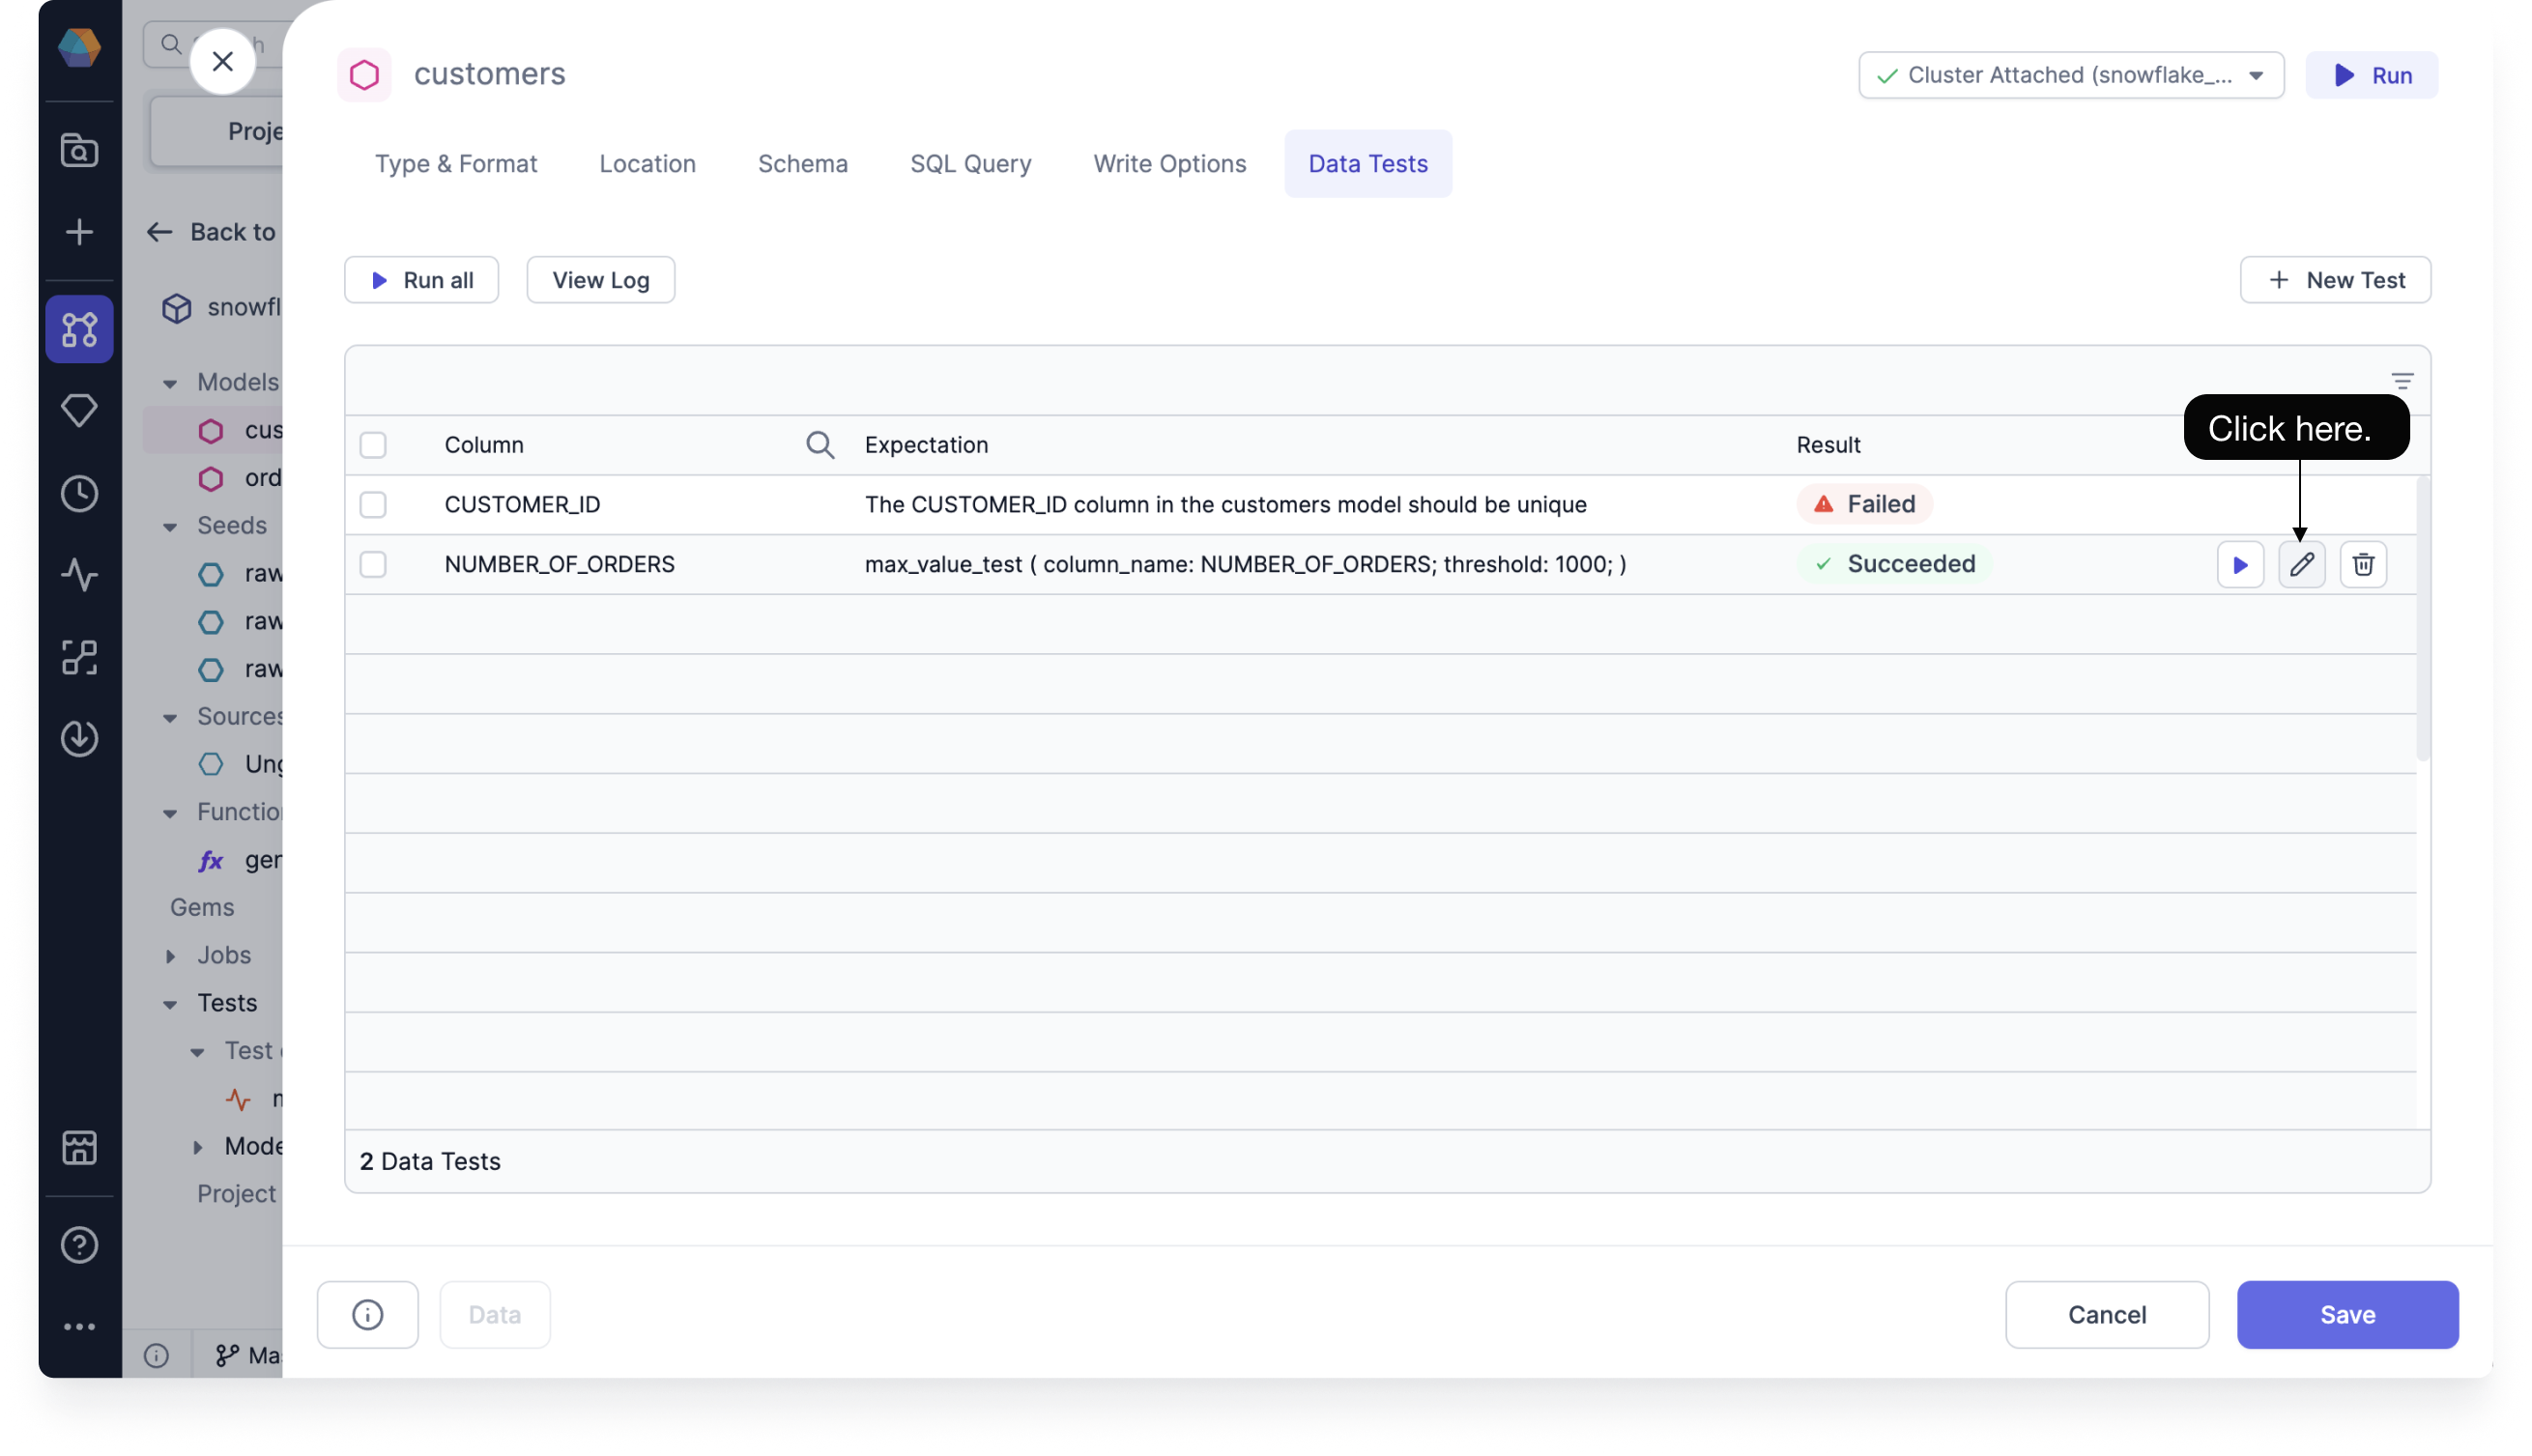 customers
Cluster Attached (snowflake_...
Run
Type & Format
Location
Schema
SQL Query
Write Options
Data Tests
Run all
View Log
New Test
Click here.
Column
Expectation
Result
CUSTOMER_ID
The CUSTOMER_ID column in the customers model should be unique
Failed
NUMBER_OF_ORDERS
max_value_test ( column_name: NUMBER_OF_ORDERS; threshold: 1000; )
Succeeded
2 Data Tests
Data
Cancel
Save
Proje
Back to
snowfl
Models
cus
ord
Seeds
raw
raw
raw
Sources
Ung
Function
fx
ger
Gems
Jobs
Tests
Test
Mode
Project
Ma